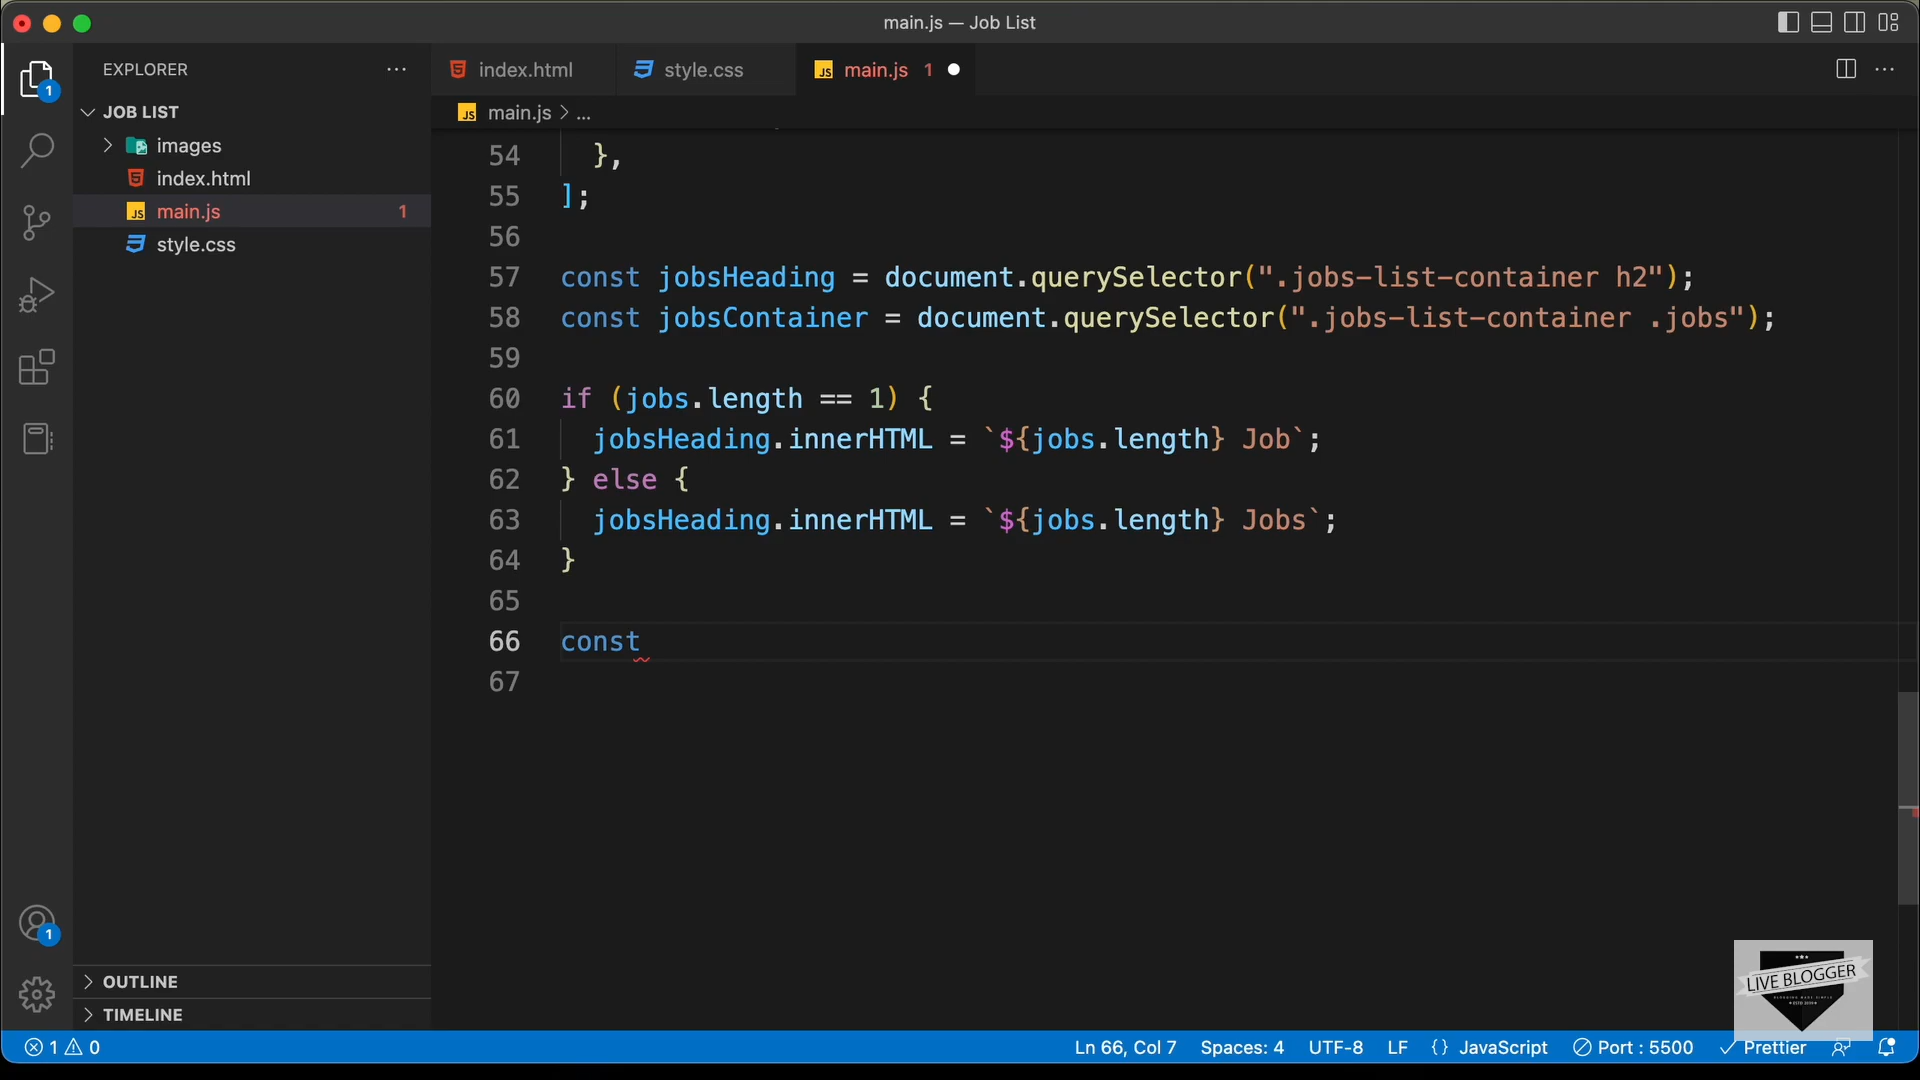 main.js — Job List
EXPLORER
JOB LIST
images
index.html
main.js 1
style.css
1
1
index.html
style.css
main.js 1
main.js > ...
54 },
55 ];
56
57 const jobsHeading = document.querySelector(".jobs-list-container h2");
58 const jobsContainer = document.querySelector(".jobs-list-container .jobs");
59
60 if (jobs.length == 1) {
61 jobsHeading.innerHTML = `${jobs.length} Job`;
62 } else {
63 jobsHeading.innerHTML = `${jobs.length} Jobs`;
64 }
65
66 const
67
OUTLINE
TIMELINE
LIVE BLOGGER
1 0
Ln 66, Col 7 Spaces: 4 UTF-8 LF {} JavaScript Port : 5500 Prettier